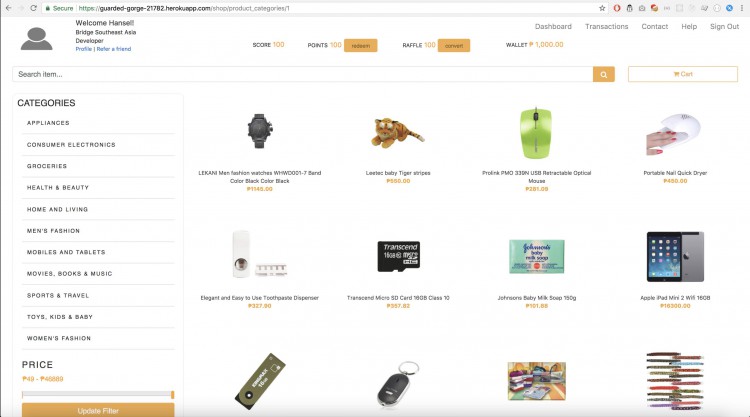 Secure | https://guarded-gorge-21782.herokuapp.com/shop/product_categories/1
Welcome Hansel!
Bridge Southeast Asia
Developer
Profile | Refer a friend
SCORE 100
POINTS 100 redeem
RAFFLE 100 convert
WALLET ₱ 1,000.00
Dashboard Transactions Contact Help Sign Out
Search item...
Cart
CATEGORIES
APPLIANCES
CONSUMER ELECTRONICS
GROCERIES
HEALTH & BEAUTY
HOME AND LIVING
MEN'S FASHION
MOBILES AND TABLETS
MOVIES, BOOKS & MUSIC
SPORTS & TRAVEL
TOYS, KIDS & BABY
WOMEN'S FASHION
PRICE
₱49 - ₱46869
Update Filter
LEKANI Men fashion watches WHWO001-7 Band
Color Black Color Black
₱1145.00
Leetec baby Tiger stripes
₱550.00
Prolink PMO 339N USB Retractable Optical
Mouse
₱281.09
Portable Nail Quick Dryer
₱450.00
Elegant and Easy to Use Toothpaste Dispenser
₱327.00
Transcend
16GB
Transcend Micro SD Card 16GB Class 10
₱357.62
Johnson's
baby
milk soap
Johnsons Baby Milk Soap 150g
₱101.88
Apple iPad Mini 2 Wifi 16GB
₱16300.00
KINGMAX